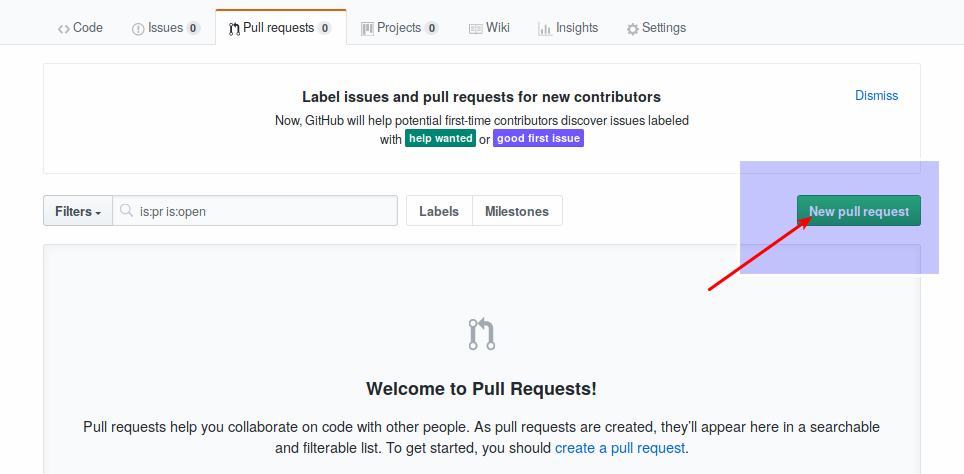 Code Issues 0 Pull requests 0 Projects 0 Wiki Insights Settings
Label issues and pull requests for new contributors
Dismiss
Now, GitHub will help potential first-time contributors discover issues labeled
with help wanted or good first issue
Filters is:pr is:open Labels Milestones New pull request
Welcome to Pull Requests!
Pull requests help you collaborate on code with other people. As pull requests are created, they’ll appear here in a searchable
and filterable list. To get started, you should create a pull request.